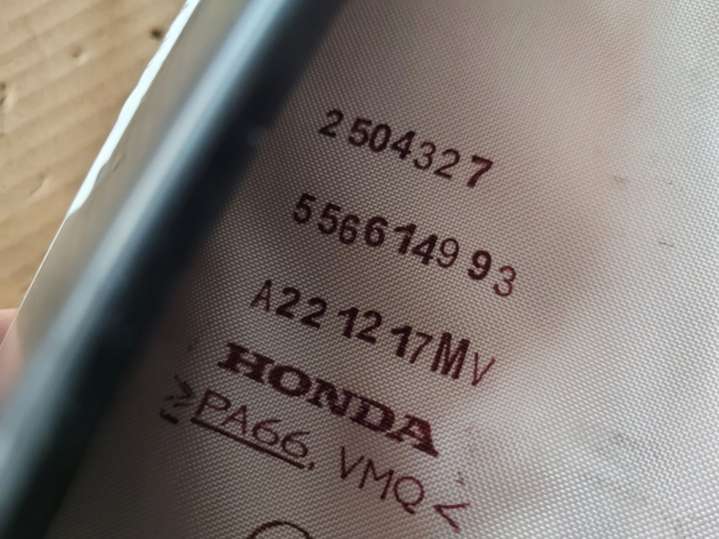 2504327
556614993
A221217MV
HONDA
>PA66, VMQ<